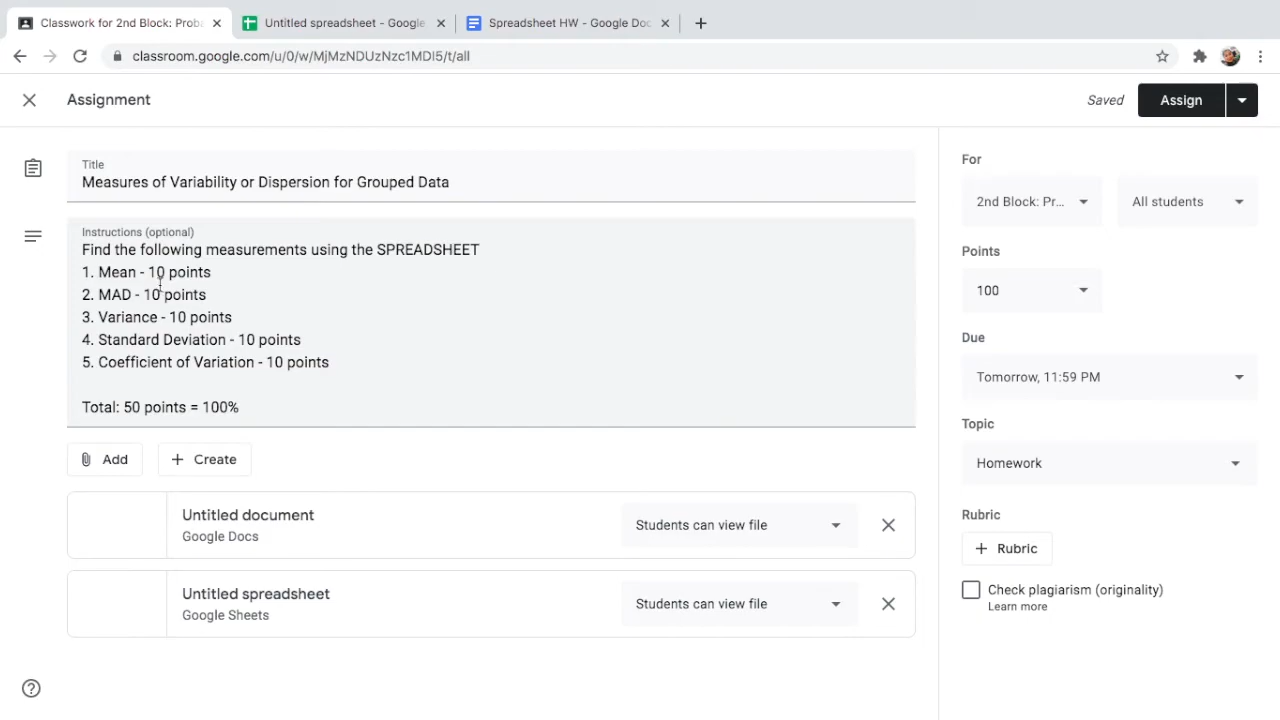 Classwork for 2nd Block: Proba
Untitled spreadsheet - Google
Spreadsheet HW - Google Doc
classroom.google.com/u/0/w/MjMzNDUzNzc1MDI5/t/all
Assignment
Saved
Assign
Title
Measures of Variability or Dispersion for Grouped Data
Instructions (optional)
Find the following measurements using the SPREADSHEET
1. Mean - 10 points
2. MAD - 10 points
3. Variance - 10 points
4. Standard Deviation - 10 points
5. Coefficient of Variation - 10 points
Total: 50 points = 100%
Add
Create
Untitled document
Google Docs
Students can view file
Untitled spreadsheet
Google Sheets
Students can view file
For
2nd Block: Pr...
All students
Points
100
Due
Tomorrow, 11:59 PM
Topic
Homework
Rubric
Rubric
Check plagiarism (originality)
Learn more